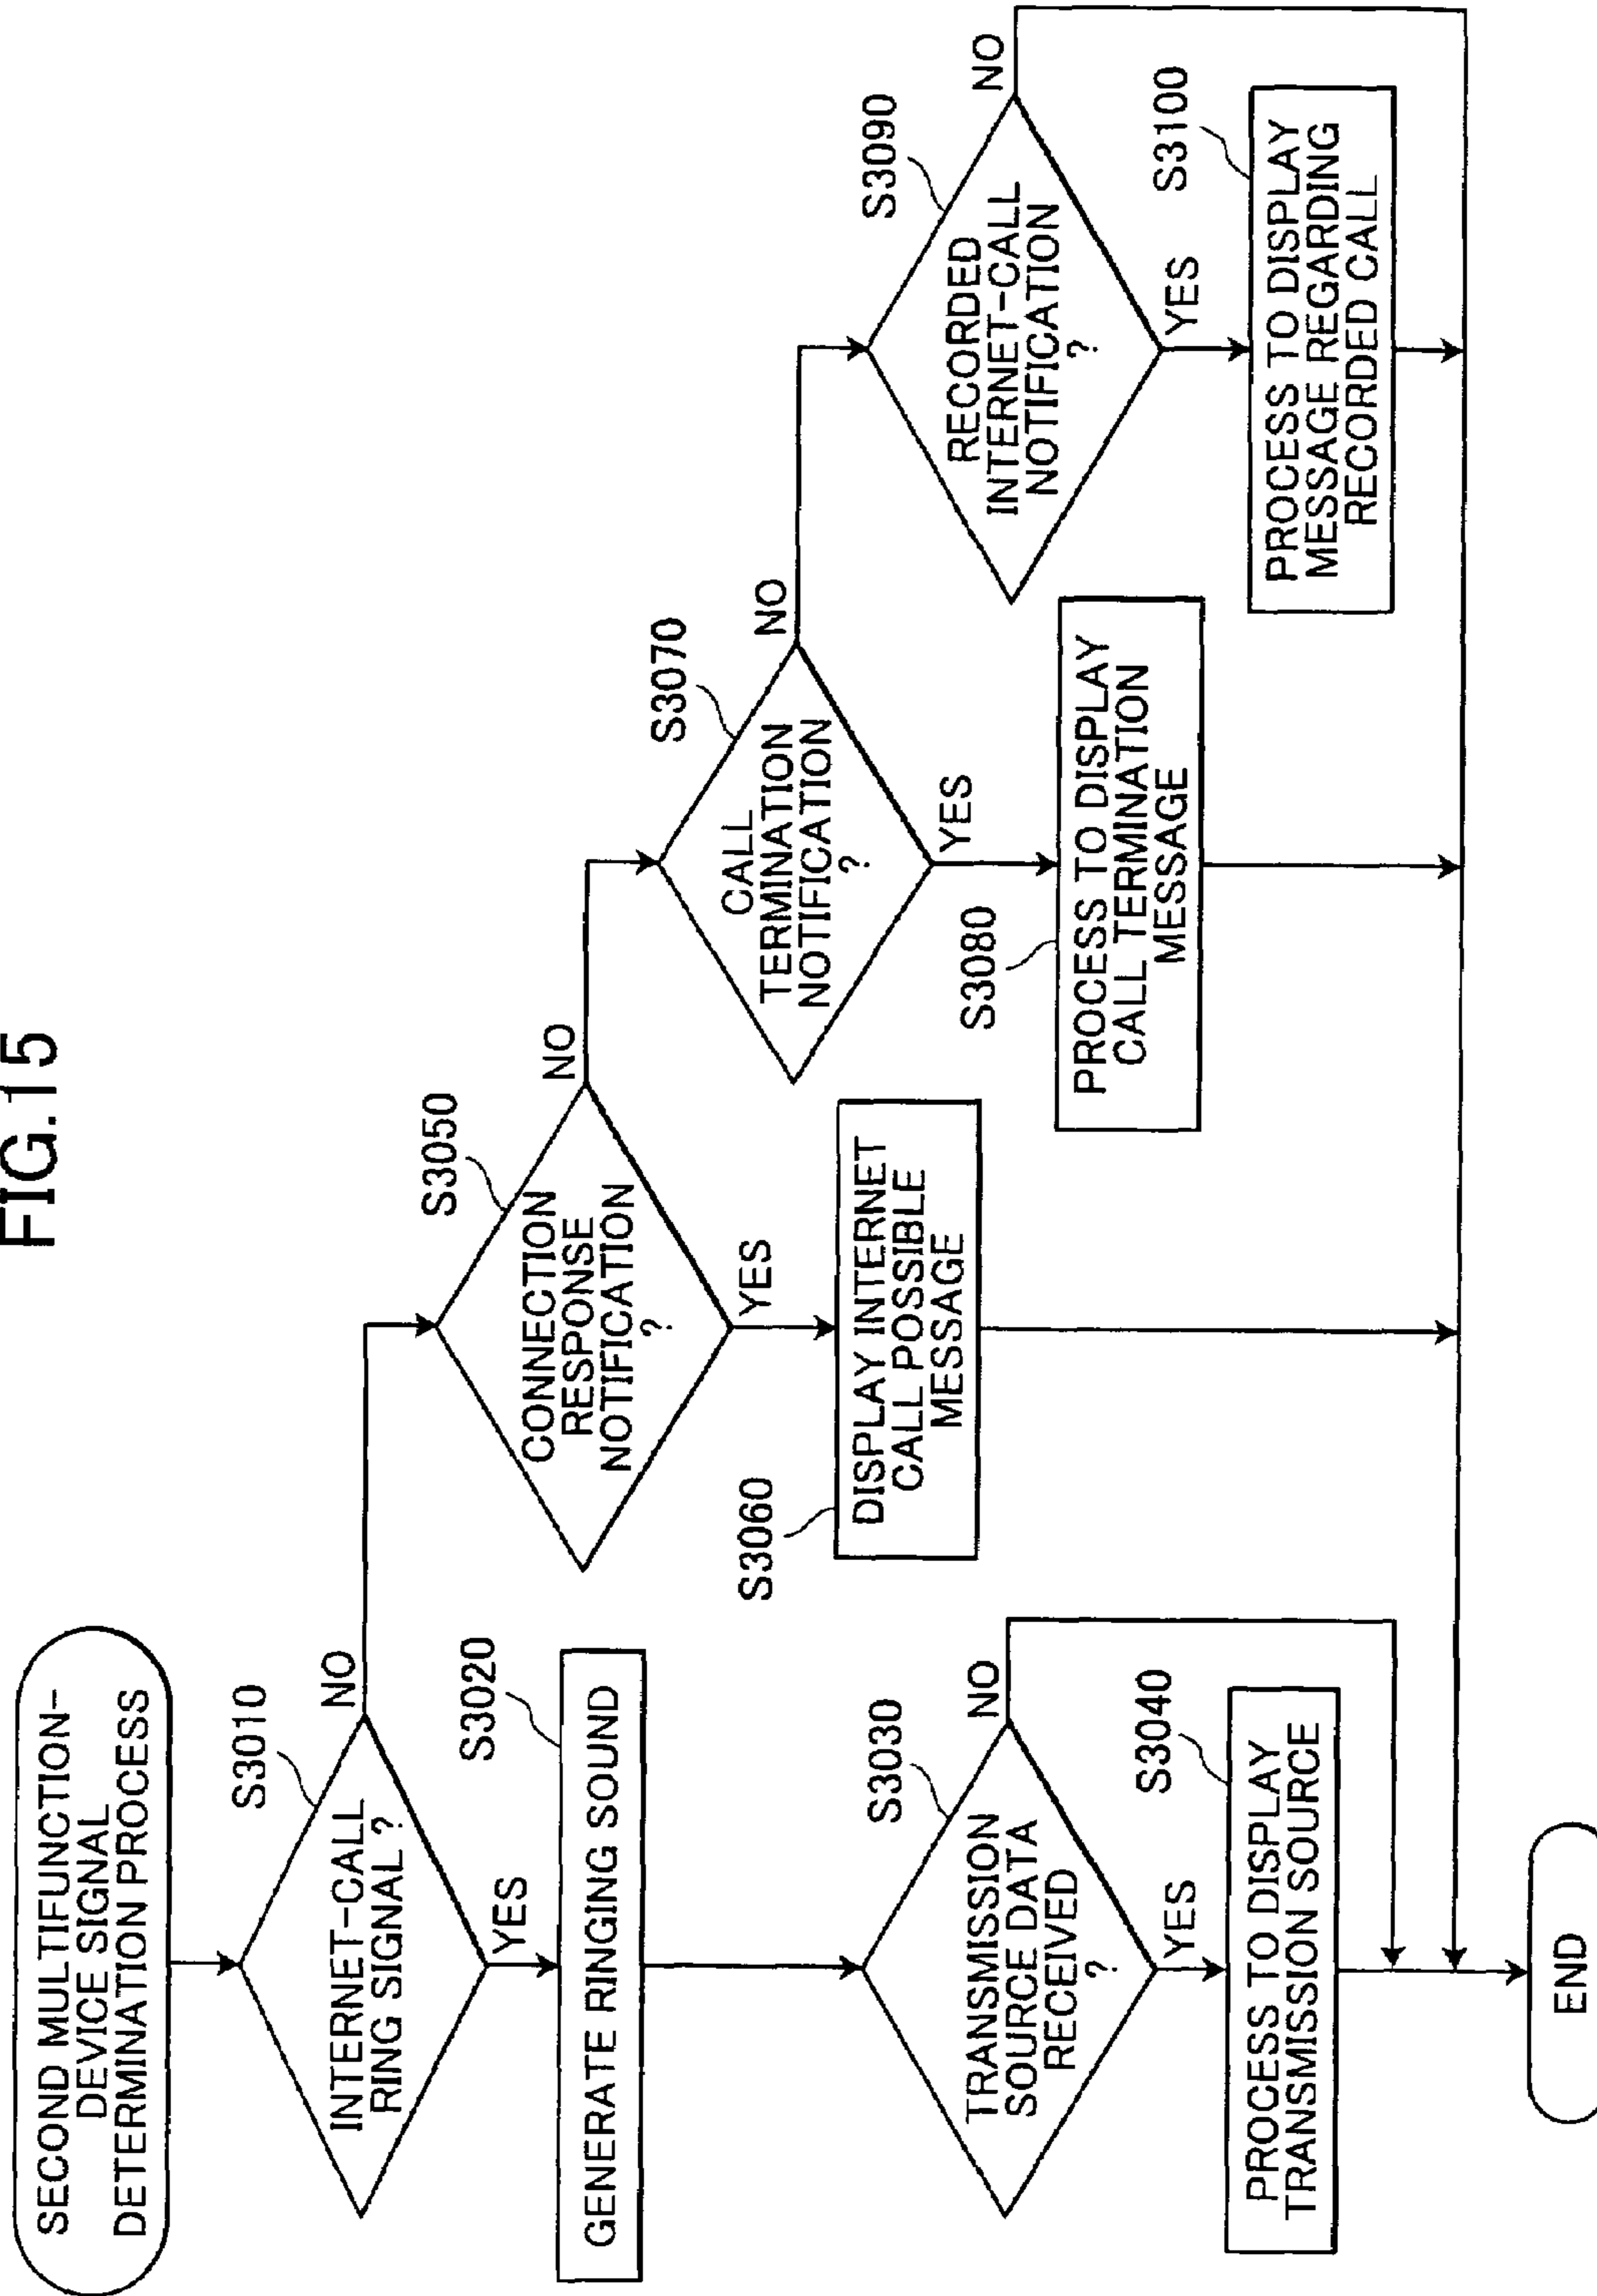 FIG.15
SECOND MULTIFUNCTION-
DEVICE SIGNAL
DETERMINATION PROCESS
S3010
INTERNET-CALL
RING SIGNAL ?
NO
YES
S3020
GENERATE RINGING SOUND
S3030
TRANSMISSION
SOURCE DATA
RECEIVED
?
NO
YES
S3040
PROCESS TO DISPLAY
TRANSMISSION SOURCE
S3050
CONNECTION
RESPONSE
NOTIFICATION
?
NO
YES
S3060
DISPLAY INTERNET
CALL POSSIBLE
MESSAGE
S3070
CALL
TERMINATION
NOTIFICATION
?
NO
YES
S3080
PROCESS TO DISPLAY
CALL TERMINATION
MESSAGE
S3090
RECORDED
INTERNET-CALL
NOTIFICATION
?
NO
YES
S3100
PROCESS TO DISPLAY
MESSAGE REGARDING
RECORDED CALL
END